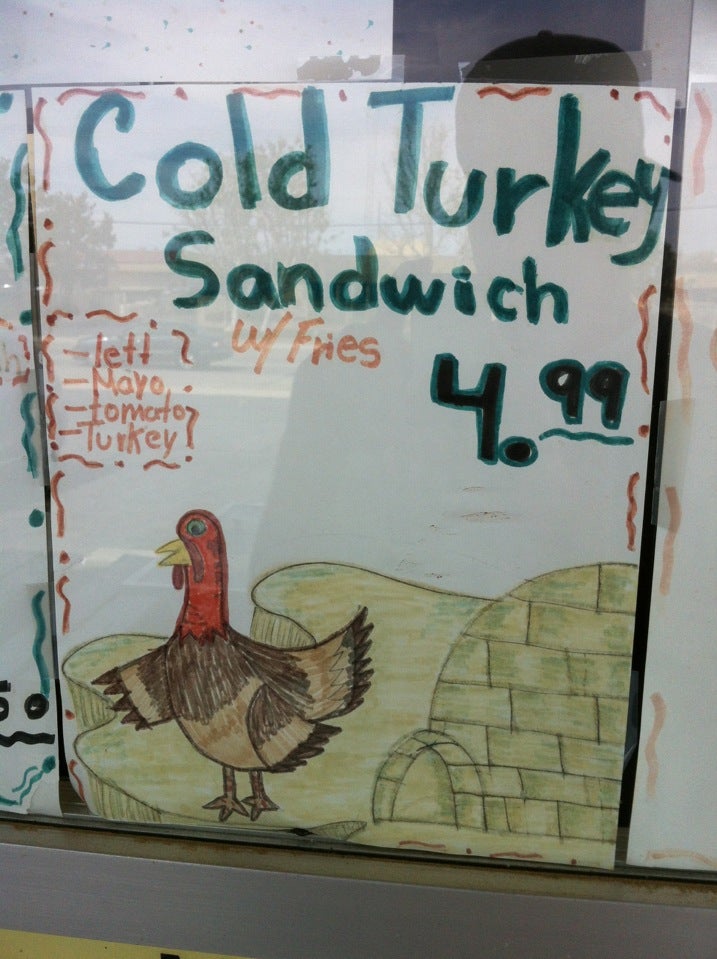 Cold Turkey
Sandwich
w/ Fries
- lett
- Mayo
- tomato
- Turkey
4.99